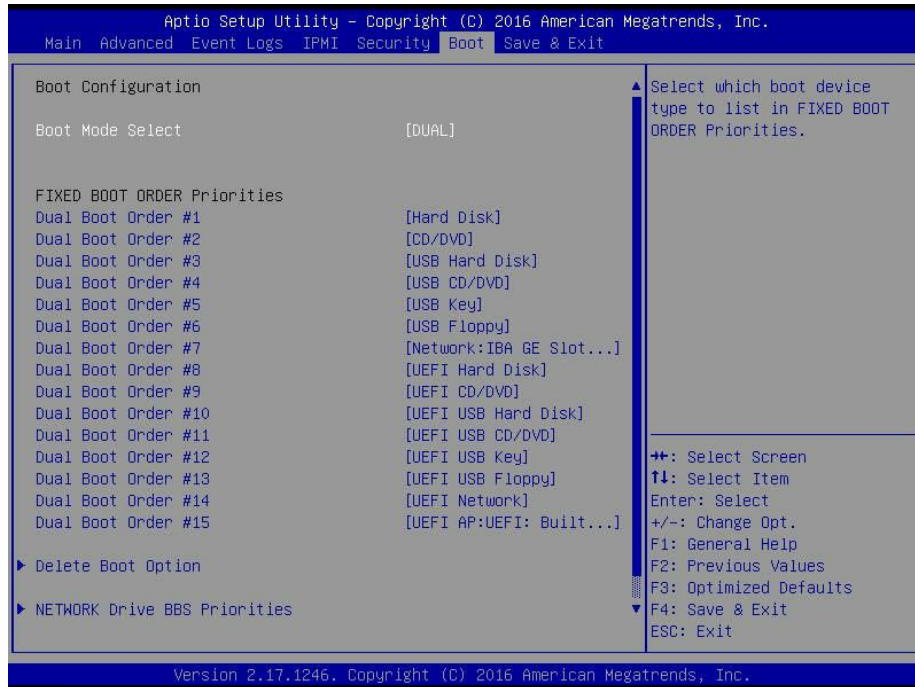 Aptio Setup Utility – Copyright (C) 2016 American Megatrends, Inc.
Main Advanced Event Logs IPMI Security Boot Save & Exit
Boot Configuration
Boot Mode Select [DUAL]
FIXED BOOT ORDER Priorities
Dual Boot Order #1 [Hard Disk]
Dual Boot Order #2 [CD/DVD]
Dual Boot Order #3 [USB Hard Disk]
Dual Boot Order #4 [USB CD/DVD]
Dual Boot Order #5 [USB Key]
Dual Boot Order #6 [USB Floppy]
Dual Boot Order #7 [Network:IBA GE Slot...]
Dual Boot Order #8 [UEFI Hard Disk]
Dual Boot Order #9 [UEFI CD/DVD]
Dual Boot Order #10 [UEFI USB Hard Disk]
Dual Boot Order #11 [UEFI USB CD/DVD]
Dual Boot Order #12 [UEFI USB Key]
Dual Boot Order #13 [UEFI USB Floppy]
Dual Boot Order #14 [UEFI Network]
Dual Boot Order #15 [UEFI AP:UEFI: Built...]
Delete Boot Option
NETWORK Drive BBS Priorities
Select which boot device
type to list in FIXED BOOT
ORDER Priorities.
→←: Select Screen
↑↓: Select Item
Enter: Select
+/-: Change Opt.
F1: General Help
F2: Previous Values
F3: Optimized Defaults
F4: Save & Exit
ESC: Exit
Version 2.17.1246. Copyright (C) 2016 American Megatrends, Inc.